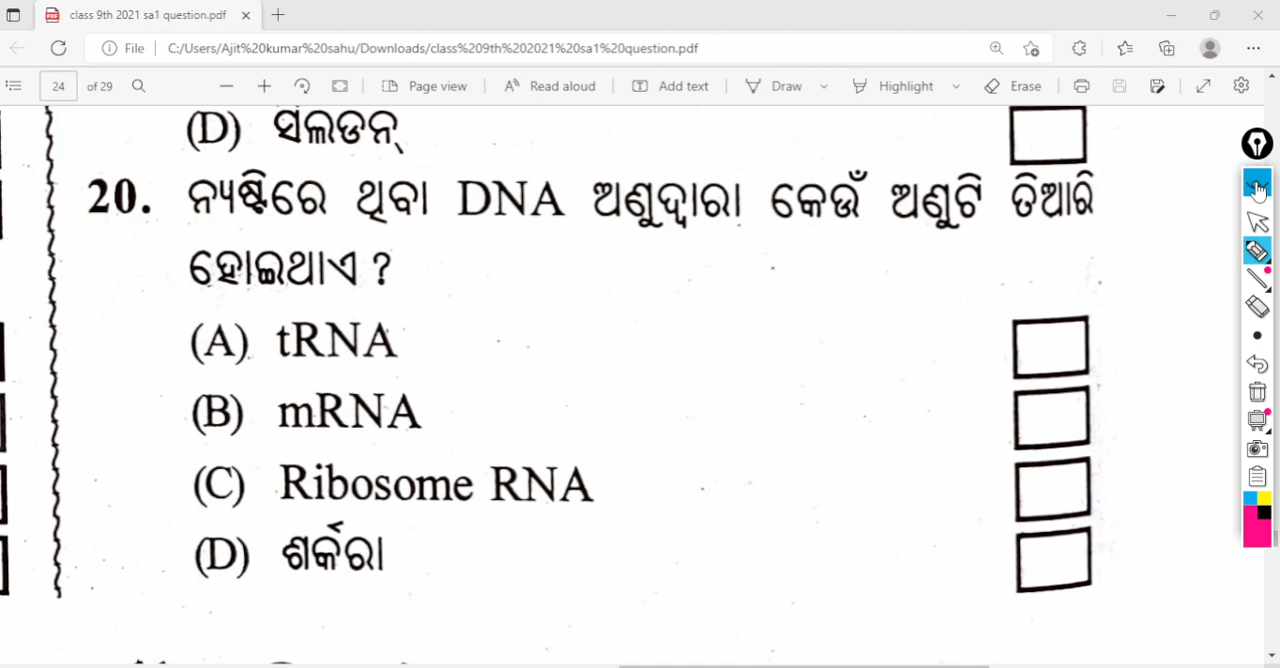 class 9th 2021 sa1 question.pdf
File C:/Users/Ajit%20kumar%20sahu/Downloads/class%209th%202021%20sa1%20question.pdf
24 of 29 Page view Read aloud Add text Draw Highlight Erase
(D) ସଲଡନ୍
20. ନ୍ୟଷ୍ଟିରେ ଥିବା DNA ଅଣୁଦ୍ୱାରା କେଉଁ ଅଣୁଟି ତିଆରି
ହୋଇଥାଏ ?
(A) tRNA
(B) mRNA
(C) Ribosome RNA
(D) ଶର୍କରା